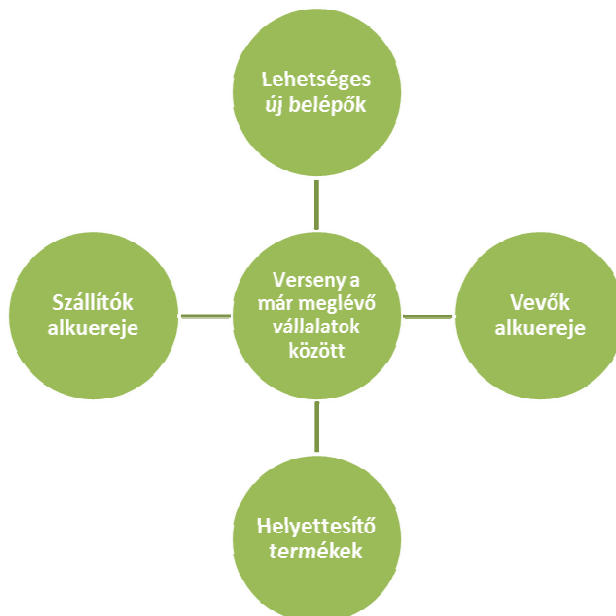 Lehetséges
új belépők
Szállítók
alkuereje
Verseny a
már meglévő
vállalatok
között
Vevők
alkuereje
Helyettesítő
termékek